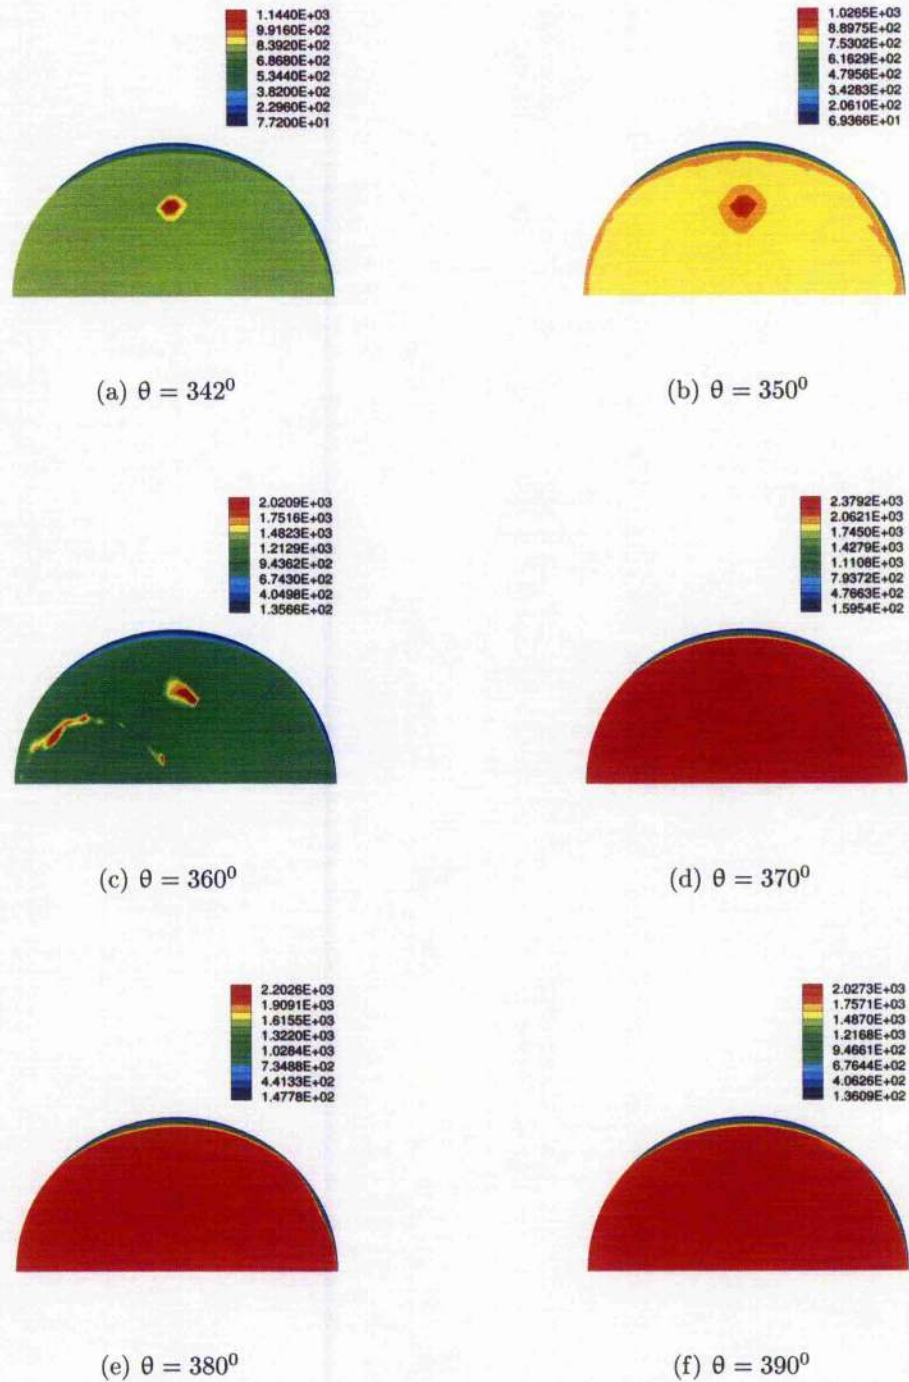 1.1440E+03
9.9160E+02
8.3920E+02
6.8680E+02
5.3440E+02
3.8200E+02
2.2960E+02
7.7200E+01
1.0265E+03
8.8975E+02
7.5302E+02
6.1629E+02
4.7956E+02
3.4283E+02
2.0610E+02
6.9366E+01
(a) θ = 342⁰
(b) θ = 350⁰
2.0209E+03
1.7516E+03
1.4823E+03
1.2129E+03
9.4362E+02
6.7430E+02
4.0498E+02
1.3566E+02
2.3792E+03
2.0621E+03
1.7450E+03
1.4279E+03
1.1108E+03
7.9372E+02
4.7663E+02
1.5954E+02
(c) θ = 360⁰
(d) θ = 370⁰
2.2026E+03
1.9091E+03
1.6155E+03
1.3220E+03
1.0284E+03
7.3488E+02
4.4133E+02
1.4778E+02
2.0273E+03
1.7571E+03
1.4870E+03
1.2168E+03
9.4661E+02
6.7644E+02
4.0626E+02
1.3609E+02
(e) θ = 380⁰
(f) θ = 390⁰